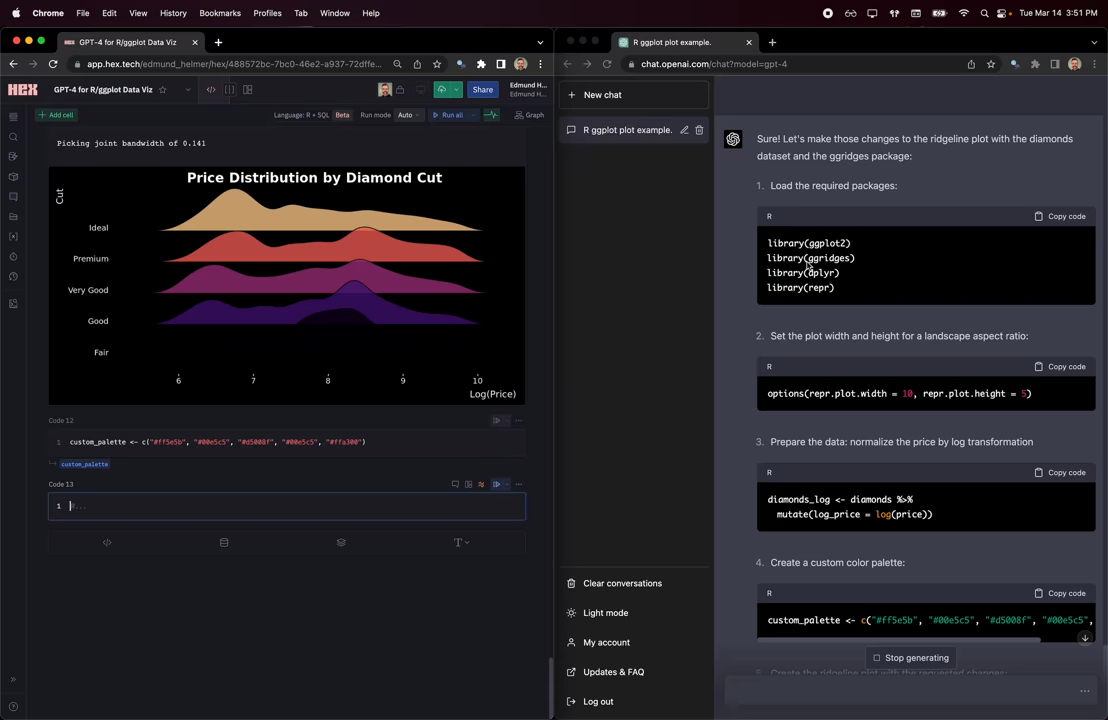 Chrome File Edit View History Bookmarks Profiles Tab Window Help Tue Mar 14 3:51 PM
GPT-4 for R/ggplot Data Viz
app.hex.tech/edmund_helmer/hex/488572bc-7bc0-46e2-a937-72dffe...
HEX GPT-4 for R/ggplot Data Viz Share Edmund H...
Edmund H...
Add cell Language: R + SQL Beta Run mode Auto Run all Graph
Picking joint bandwidth of 0.141
Price Distribution by Diamond Cut
Cut
Ideal
Premium
Very Good
Good
Fair
6 7 8 9 10
Log(Price)
Code 12
1 custom_palette <- c("#ff5e5b", "#00e5c5", "#d5008f", "#00e5c5", "#ffa300")
custom_palette
Code 13
1 #...
T
R ggplot plot example.
chat.openai.com/chat?model=gpt-4
New chat
R ggplot plot example.
Clear conversations
Light mode
My account
Updates & FAQ
Log out
Sure! Let's make those changes to the ridgeline plot with the diamonds
dataset and the ggridges package:
1. Load the required packages:
R Copy code
library(ggplot2)
library(ggridges)
library(dplyr)
library(repr)
2. Set the plot width and height for a landscape aspect ratio:
R Copy code
options(repr.plot.width = 10, repr.plot.height = 5)
3. Prepare the data: normalize the price by log transformation
R Copy code
diamonds_log <- diamonds %>%
mutate(log_price = log(price))
4. Create a custom color palette:
R Copy code
custom_palette <- c("#ff5e5b", "#00e5c5", "#d5008f", "#00e5c5",
Stop generating
5. Create the ridgeline plot with the requested changes: